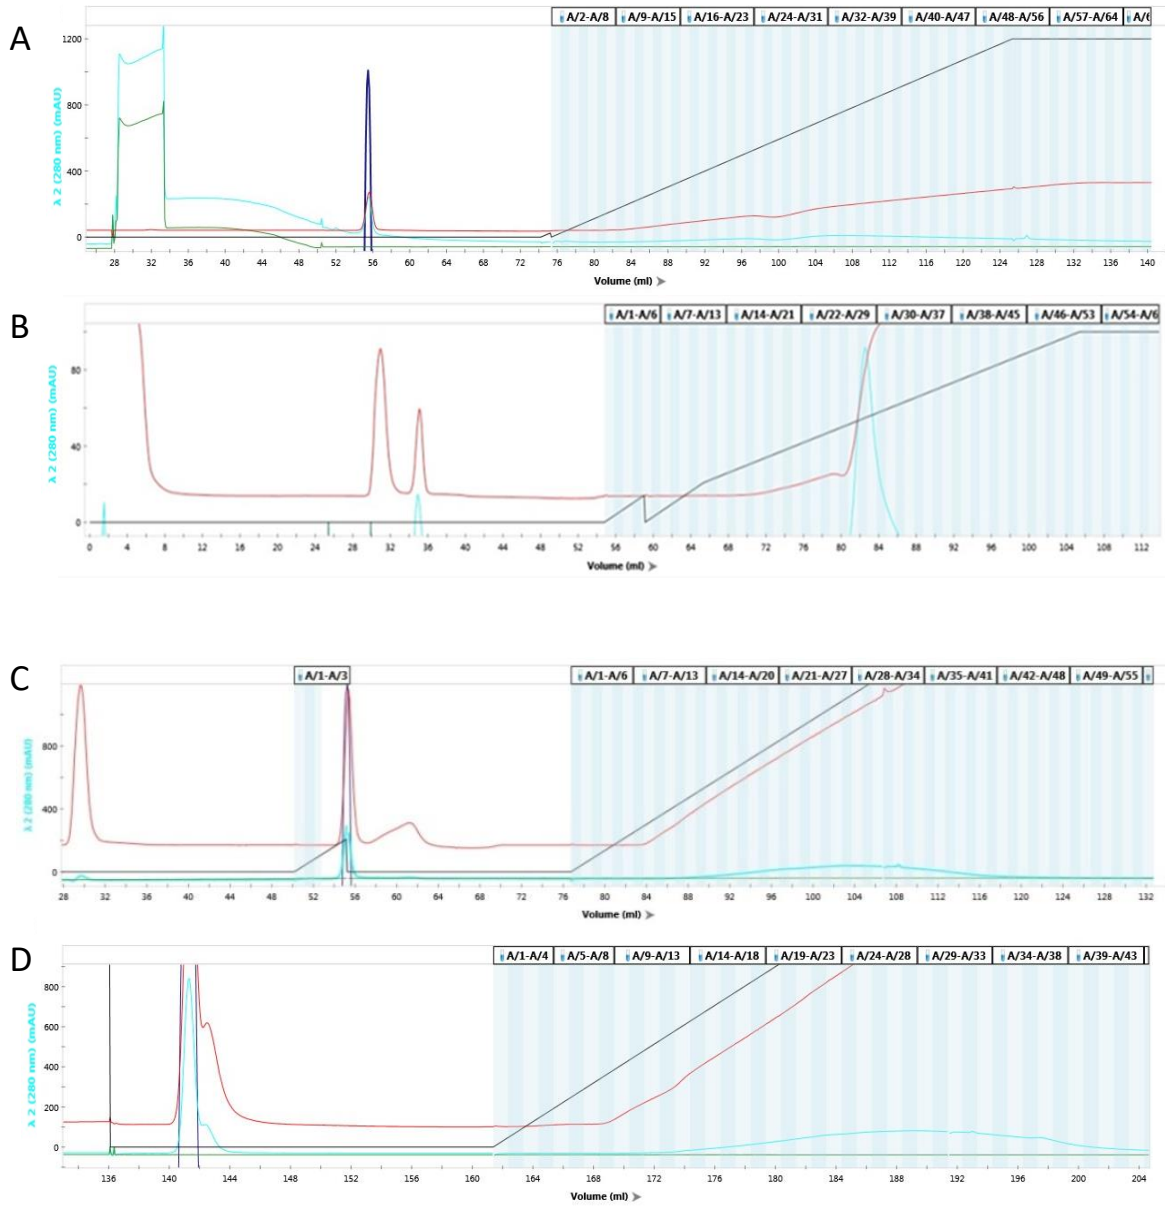 A
A/2-A/8 A/9-A/15 A/16-A/23 A/24-A/31 A/32-A/39 A/40-A/47 A/48-A/56 A/57-A/64
λ 2 (280 nm) (mAU)
1200
800
400
0
28 32 36 40 44 48 52 56 60 64 68 72 76 80 84 88 92 96 100 104 108 112 116 120 124 128 132 136 140
Volume (ml)
B
A/1-A/6 A/7-A/13 A/14-A/21 A/22-A/29 A/30-A/37 A/38-A/45 A/46-A/53 A/54-A/6
λ 2 (280 nm) (mAU)
80
40
0
0 4 8 12 16 20 24 28 32 36 40 44 48 52 56 60 64 68 72 76 80 84 88 92 96 100 104 108 112
Volume (ml)
C
A/1-A/3 A/1-A/6 A/7-A/13 A/14-A/20 A/21-A/27 A/28-A/34 A/35-A/41 A/42-A/48 A/49-A/55
λ 2 (280 nm) (mAU)
800
400
0
28 32 36 40 44 48 52 56 60 64 68 72 76 80 84 88 92 96 100 104 108 112 116 120 124 128 132
Volume (ml)
D
A/1-A/4 A/5-A/8 A/9-A/13 A/14-A/18 A/19-A/23 A/24-A/28 A/29-A/33 A/34-A/38 A/39-A/43
λ 2 (280 nm) (mAU)
800
600
400
200
0
136 140 144 148 152 156 160 164 168 172 176 180 184 188 192 196 200 204
Volume (ml)